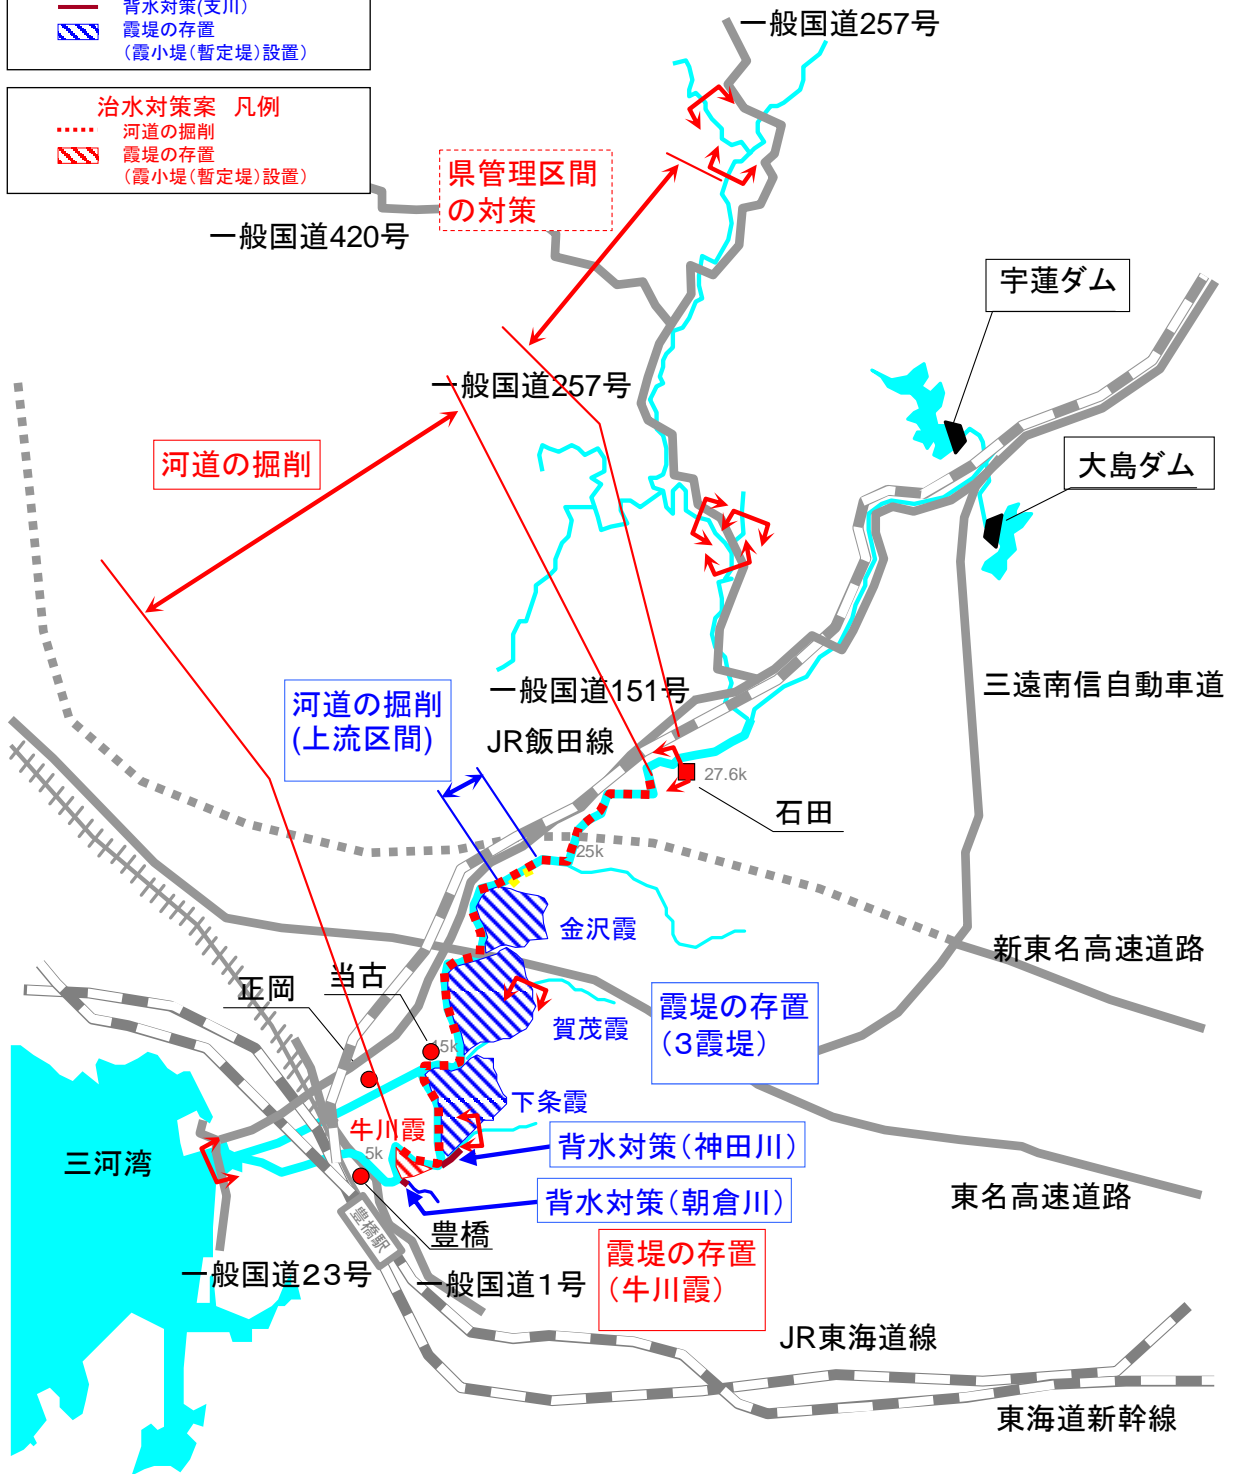 背水対策(支川)
霞堤の存置
(霞小堤(暫定堤)設置)
治水対策案 凡例
河道の掘削
霞堤の存置
(霞小堤(暫定堤)設置)
一般国道257号
県管理区間
の対策
一般国道420号
宇蓮ダム
一般国道257号
河道の掘削
大島ダム
三遠南信自動車道
一般国道151号
河道の掘削
(上流区間)
JR飯田線
27.6k
石田
25k
金沢霞
新東名高速道路
当古
正岡
霞堤の存置
(3霞堤)
賀茂霞
15k
下条霞
牛川霞
背水対策(神田川)
5k
三河湾
背水対策(朝倉川)
東名高速道路
豊橋
豊橋駅
霞堤の存置
(牛川霞)
一般国道23号
一般国道1号
JR東海道線
東海道新幹線